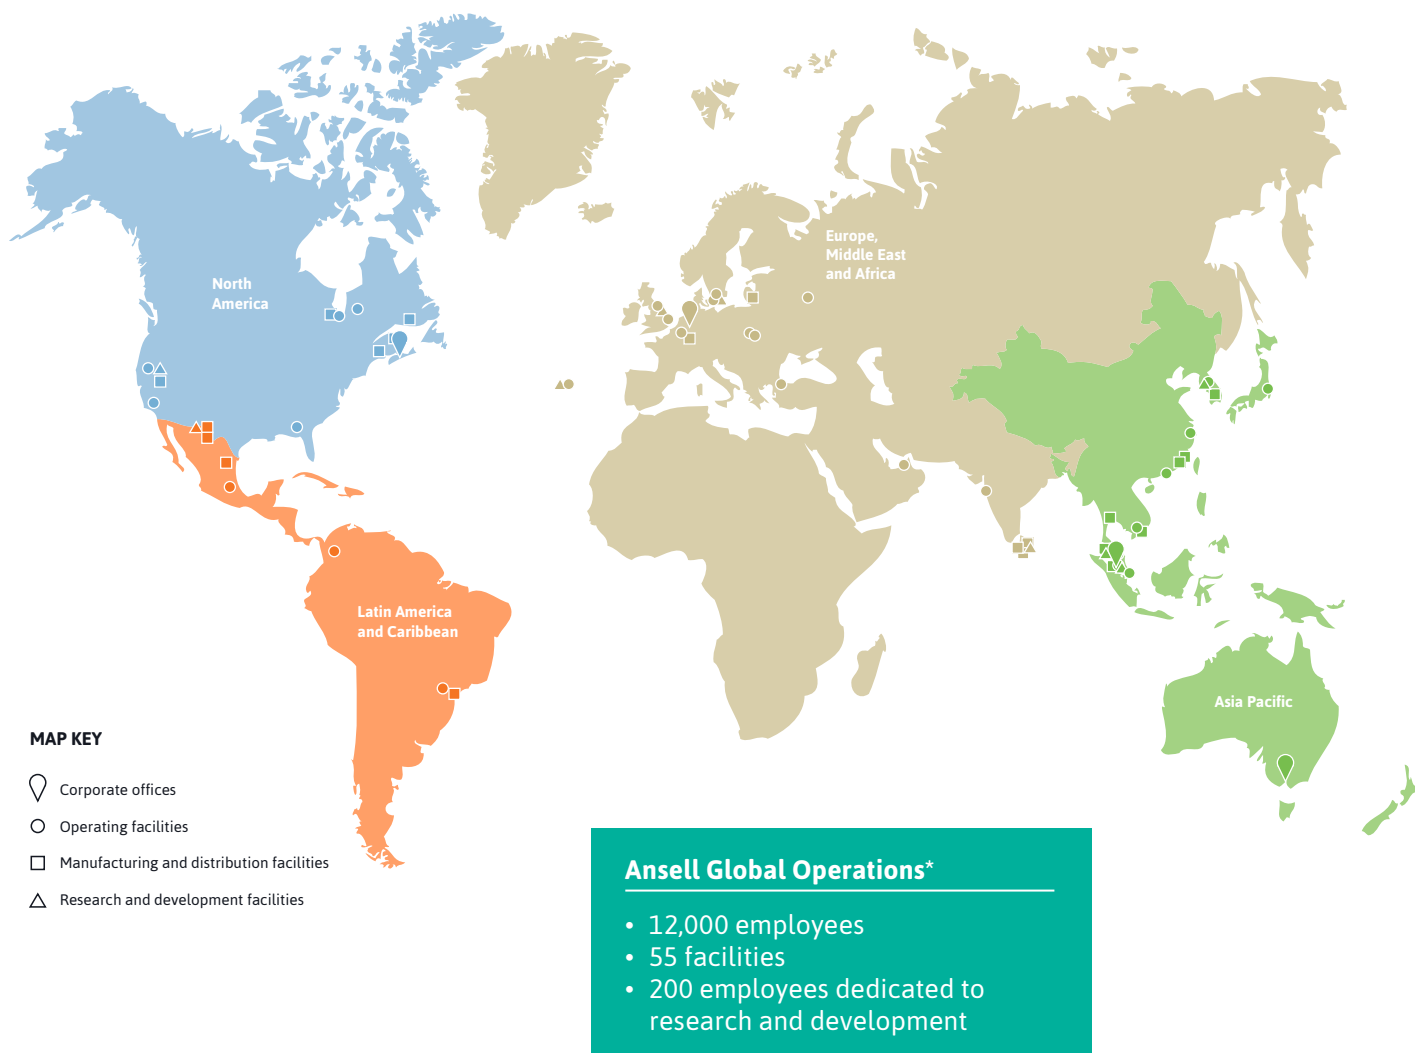 North
America
Europe,
Middle East
and Africa
Latin America
and Caribbean
Asia Pacific
MAP KEY
Corporate offices
Operating facilities
Manufacturing and distribution facilities
Research and development facilities
Ansell Global Operations*
• 12,000 employees
• 55 facilities
• 200 employees dedicated to
research and development